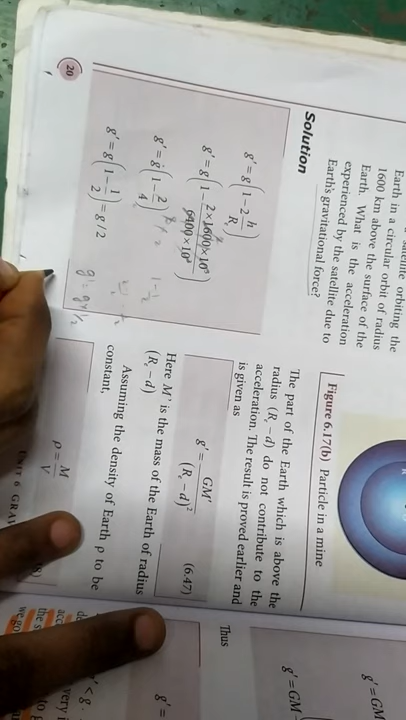 satellite orbiting the
Earth in a circular orbit of radius
1600 km above the surface of the
Earth. What is the acceleration
experienced by the satellite due to
Earth's gravitational force?
Solution
g′ = g(1−2 h/Rₑ)
g′ = g(1− 2×1600×10³/6400×10³)
g′ = g(1− 2/4)
g′ = g(1− 1/2) = g/2
20
Figure 6.17(b) Particle in a mine
The part of the Earth which is above the
radius (Rₑ − d) do not contribute to the
acceleration. The result is proved earlier and
is given as
g′ = GM′/(Rₑ − d)² (6.47)
Here M′ is the mass of the Earth of radius
(Rₑ − d)
Assuming the density of Earth ρ to be
constant,
ρ = M/V
UNIT 6
Thus
g′ = GM
g′ = GM
g′ =